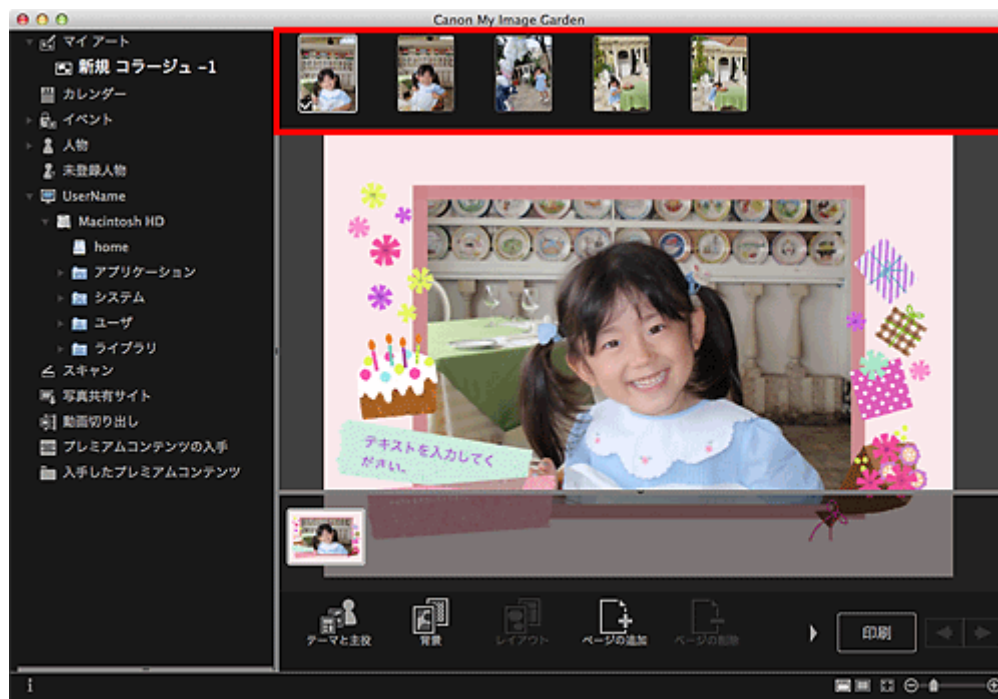 Canon My Image Garden
マイ アート
新規 コラージュ -1
カレンダー
イベント
人物
未登録人物
UserName
Macintosh HD
home
アプリケーション
システム
ユーザ
ライブラリ
スキャン
写真共有サイト
動画切り出し
プレミアムコンテンツの入手
入手したプレミアムコンテンツ
テキストを入力してく
ださい。
テーマと主役
背景
レイアウト
ページの追加
ページの削除
印刷